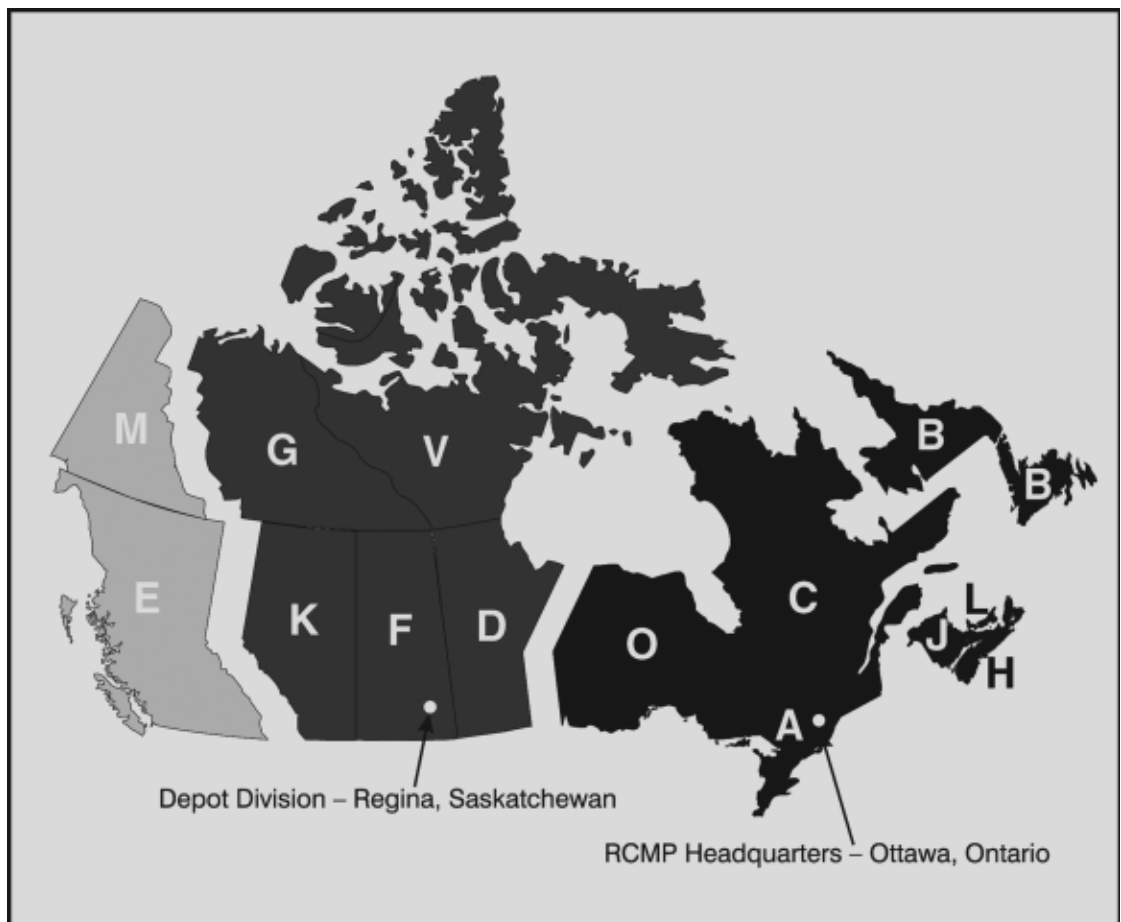 M
G
V
B
B
E
K
F
D
O
C
L
J
H
A
Depot Division – Regina, Saskatchewan
RCMP Headquarters – Ottawa, Ontario